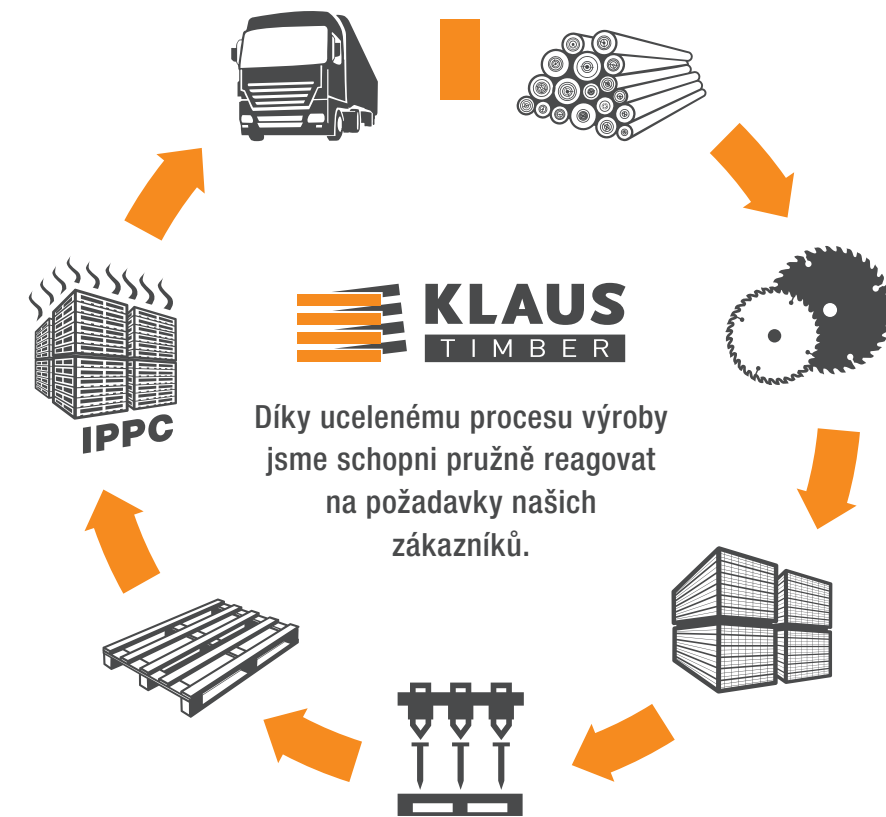 KLAUS
TIMBER
Díky ucelenému procesu výroby
jsme schopni pružně reagovat
na požadavky našich
zákazníků.
IPPC